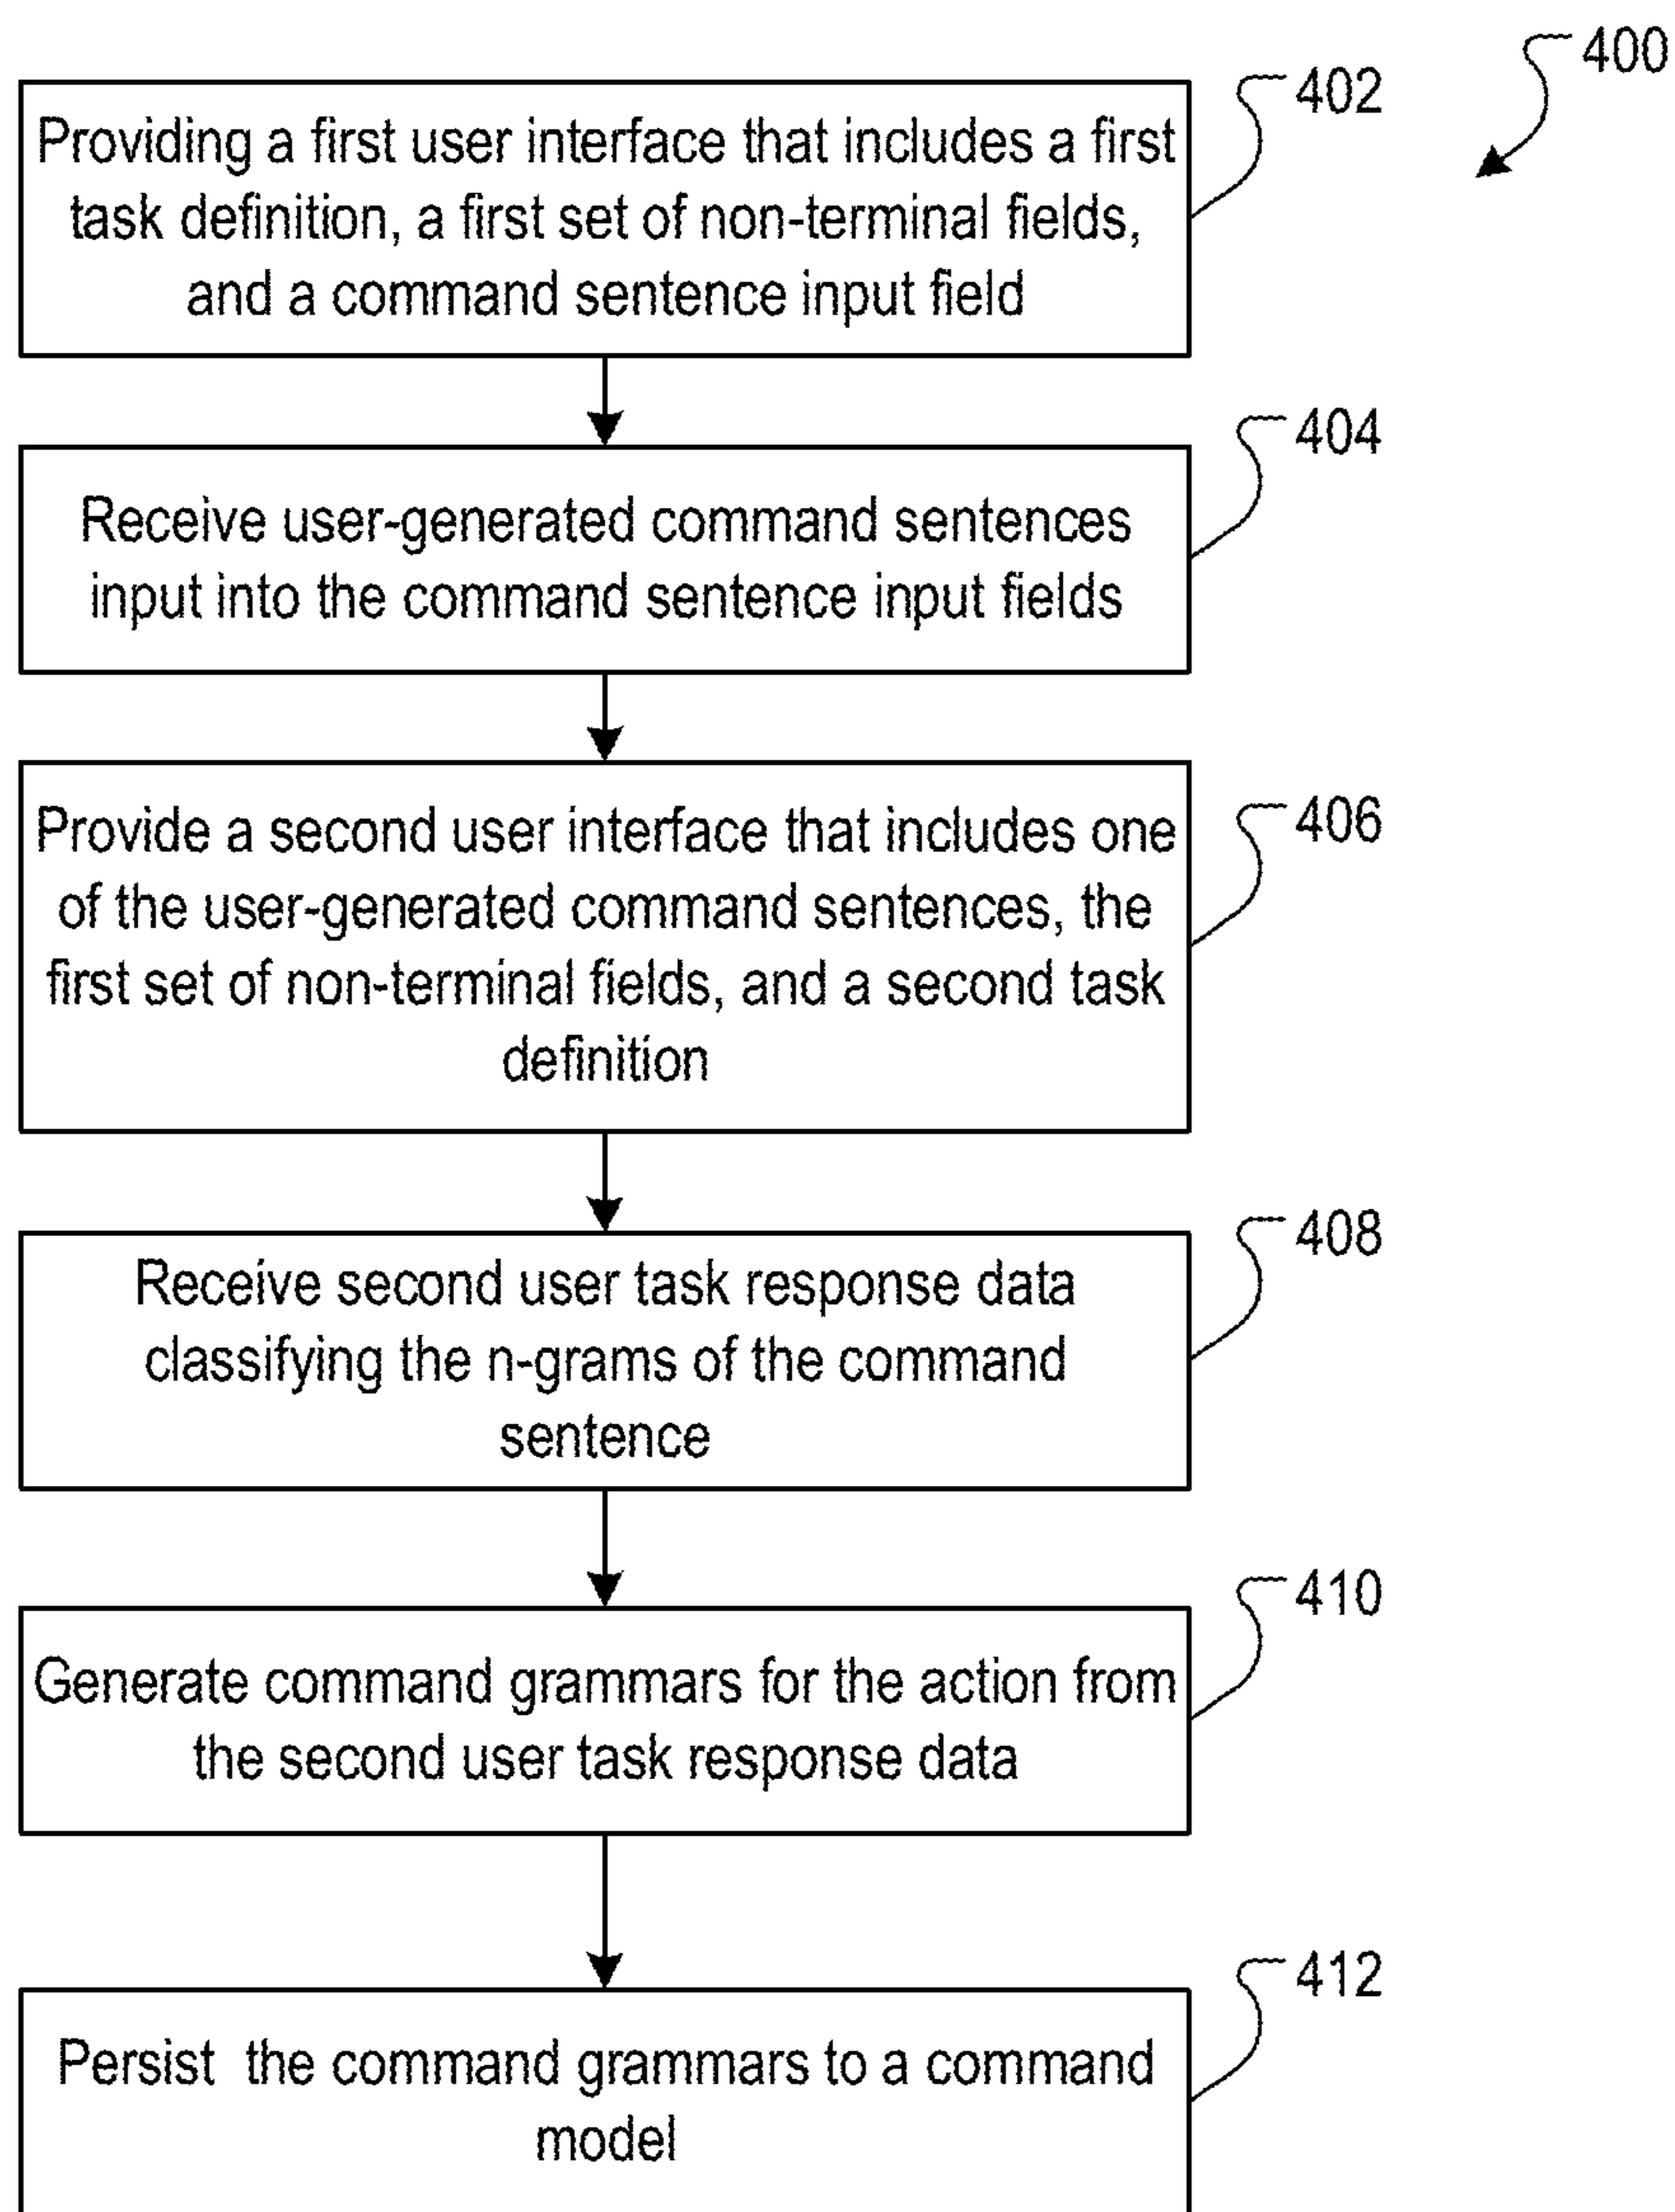 400
402
Providing a first user interface that includes a first
task definition, a first set of non-terminal fields,
and a command sentence input field
404
Receive user-generated command sentences
input into the command sentence input fields
406
Provide a second user interface that includes one
of the user-generated command sentences, the
first set of non-terminal fields, and a second task
definition
408
Receive second user task response data
classifying the n-grams of the command
sentence
410
Generate command grammars for the action from
the second user task response data
412
Persist the command grammars to a command
model